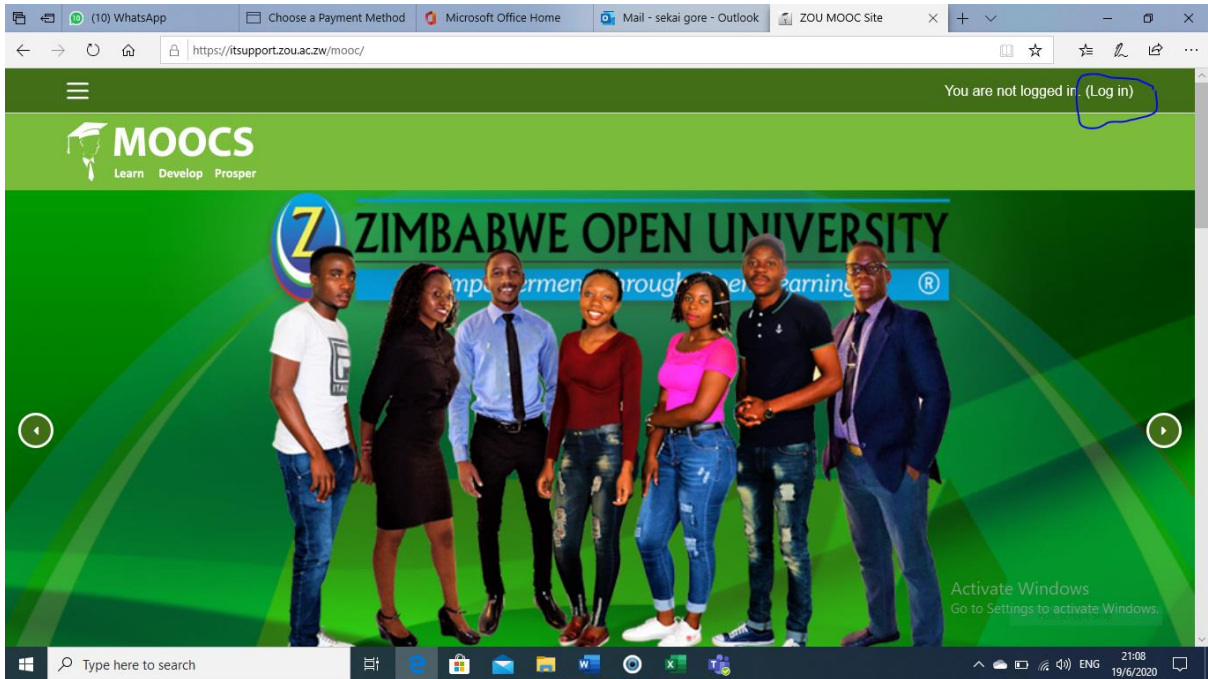 (10) WhatsApp
Choose a Payment Method
Microsoft Office Home
Mail - sekai gore - Outlook
ZOU MOOC Site
https://itsupport.zou.ac.zw/mooc/
You are not logged in. (Log in)
MOOCS
Learn Develop Prosper
Z ZIMBABWE OPEN UNIVERSITY
Learning ®
ITALI
Activate Windows
Go to Settings to activate Windows.
Type here to search
ENG
21:08
19/6/2020